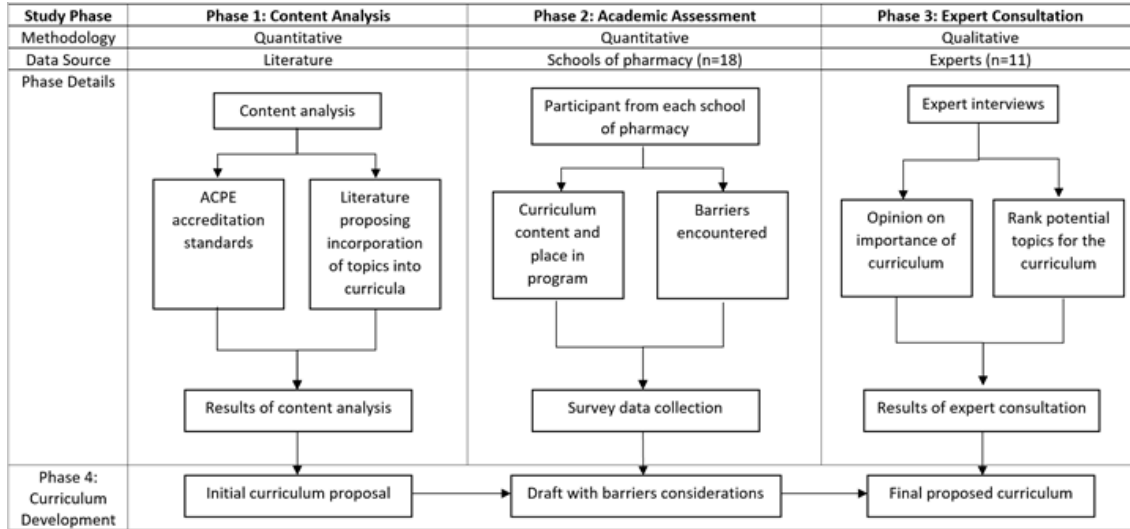 Study Phase
Phase 1: Content Analysis
Phase 2: Academic Assessment
Phase 3: Expert Consultation
Methodology
Quantitative
Quantitative
Qualitative
Data Source
Literature
Schools of pharmacy (n=18)
Experts (n=11)
Phase Details
Content analysis
ACPE
accreditation
standards
Literature
proposing
incorporation
of topics into
curricula
Results of content analysis
Participant from each school
of pharmacy
Curriculum
content and
place in
program
Barriers
encountered
Survey data collection
Expert interviews
Opinion on
importance of
curriculum
Rank potential
topics for the
curriculum
Results of expert consultation
Phase 4:
Curriculum
Development
Initial curriculum proposal
Draft with barriers considerations
Final proposed curriculum